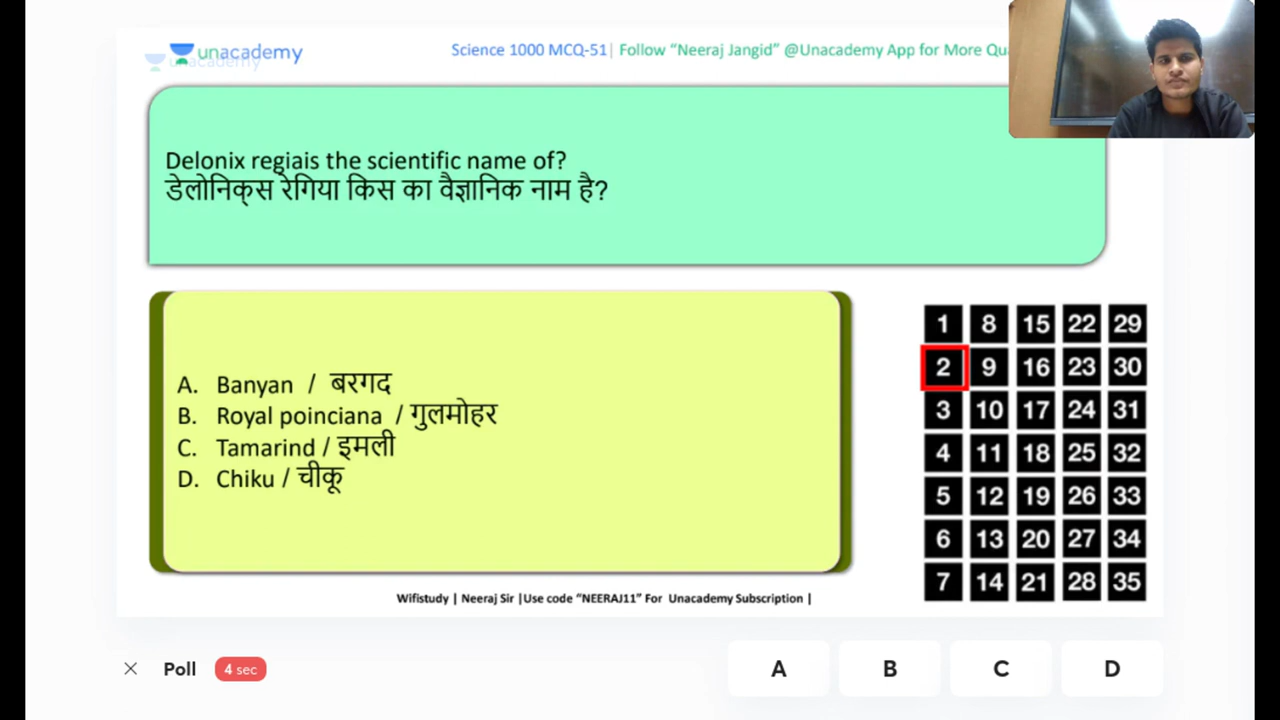 unacademy
Science 1000 MCQ-51| Follow “Neeraj Jangid” @Unacademy App for More
Delonix regiais the scientific name of?
डेलोनिक्स रेगिया किस का वैज्ञानिक नाम है?
A. Banyan / बरगद
B. Royal poinciana / गुलमोहर
C. Tamarind / इमली
D. Chiku / चीकू
1 8 15 22 29
2 9 16 23 30
3 10 17 24 31
4 11 18 25 32
5 12 19 26 33
6 13 20 27 34
7 14 21 28 35
Wifistudy | Neeraj Sir |Use code “NEERAJ11” For Unacademy Subscription |
× Poll 4 sec A B C D